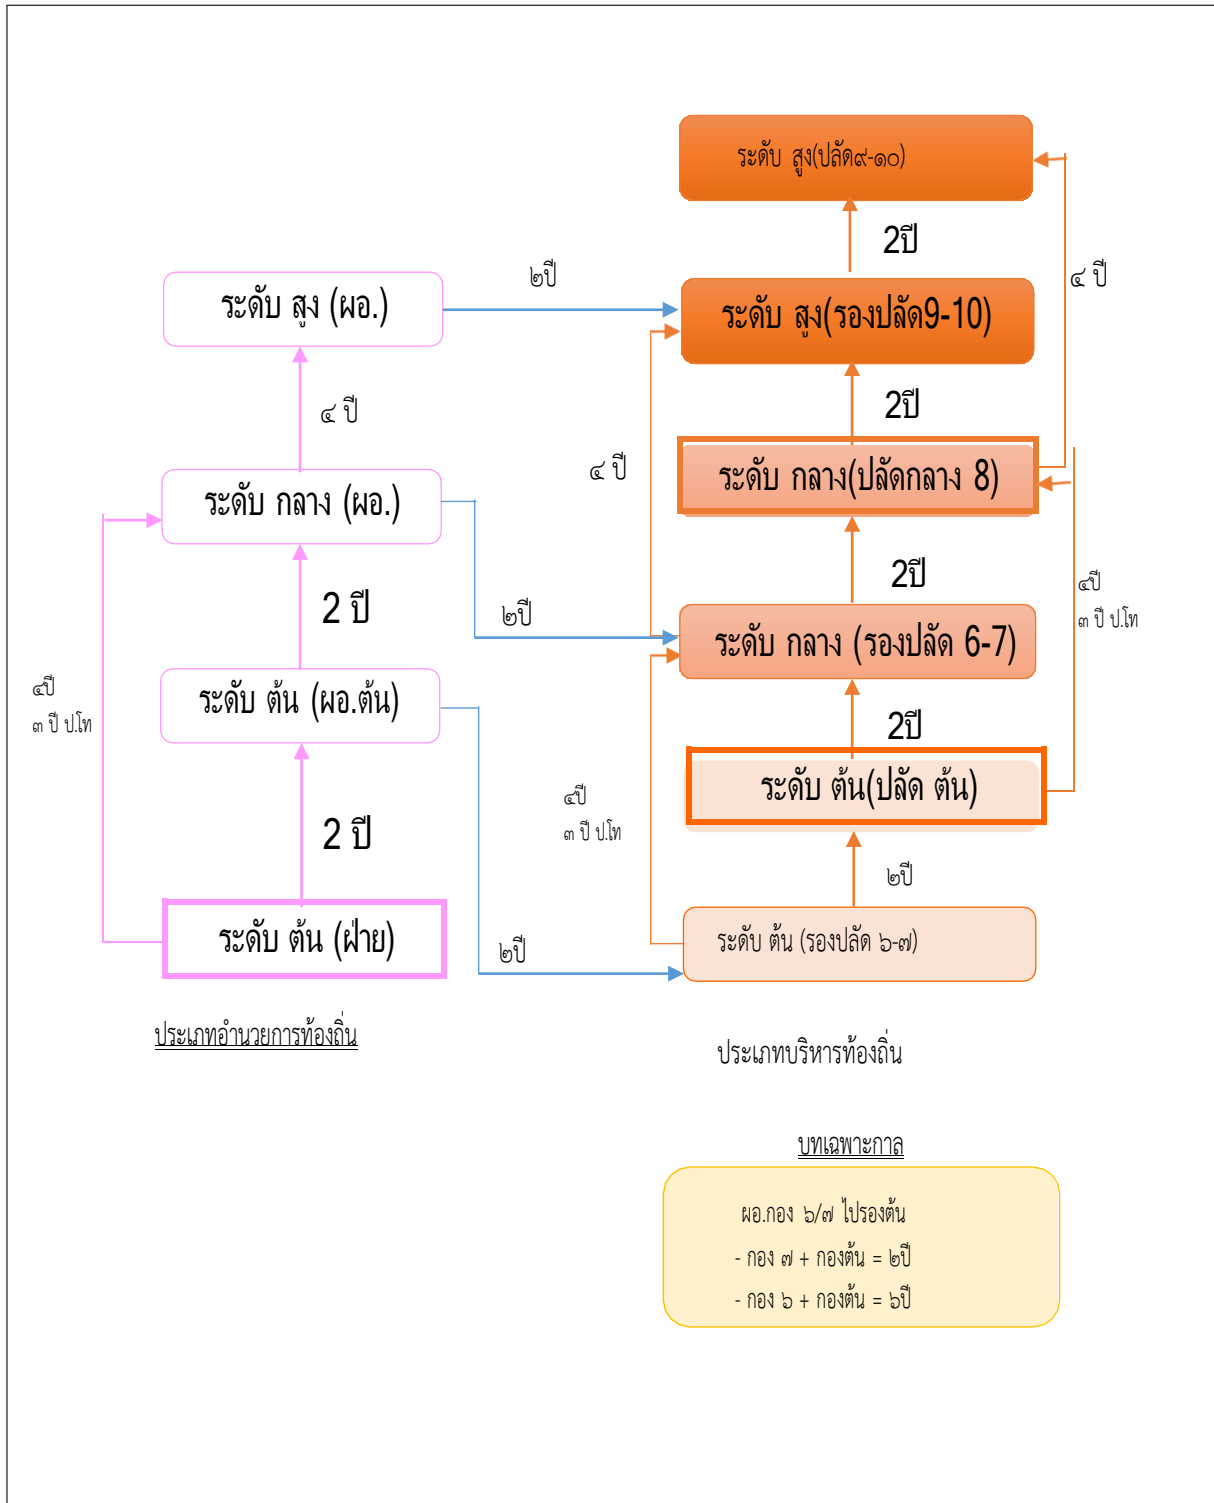 ระดับ สูง(ปลัด๙-๑๐)
2ปี
๔ ปี
๒ปี
ระดับ สูง (ผอ.)
ระดับ สูง(รองปลัด9-10)
๔ ปี
2ปี
๔ ปี
ระดับ กลาง (ผอ.)
ระดับ กลาง(ปลัดกลาง 8)
2ปี
2 ปี
๒ปี
๔ปี
๓ ปี ป.โท
ระดับ กลาง (รองปลัด 6-7)
๔ปี
๓ ปี ป.โท
ระดับ ต้น (ผอ.ต้น)
2ปี
ระดับ ต้น(ปลัด ต้น)
๔ปี
๓ ปี ป.โท
2 ปี
๒ปี
ระดับ ต้น (ฝ่าย)
๒ปี
ระดับ ต้น (รองปลัด ๖-๗)
ประเภทอำนวยการท้องถิ่น
ประเภทบริหารท้องถิ่น
บทเฉพาะกาล
ผอ.กอง ๖/๗ ไปรองต้น
- กอง ๗ + กองต้น = ๒ปี
- กอง ๖ + กองต้น = ๖ปี